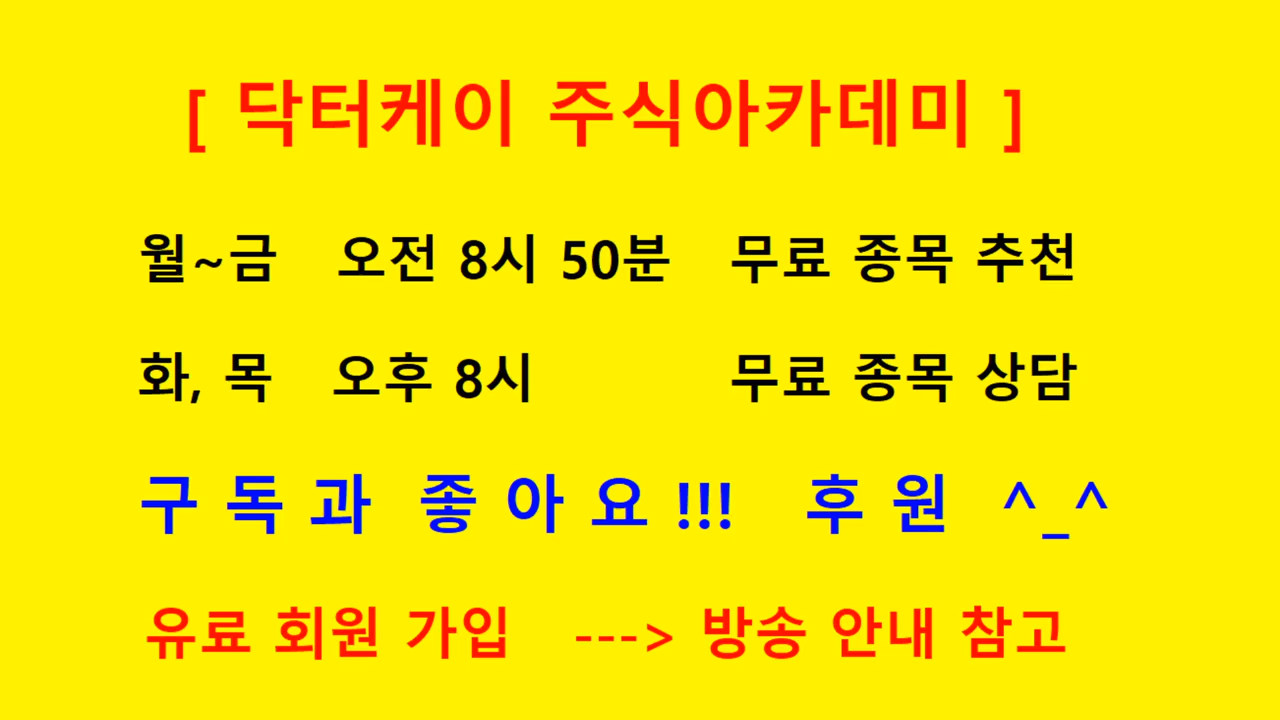 [ 닥터케이 주식아카데미 ]
월~금 오전 8시 50분 무료 종목 추천
화, 목 오후 8시 무료 종목 상담
구 독 과 좋 아 요 !!! 후 원 ^_^
유료 회원 가입 ---> 방송 안내 참고